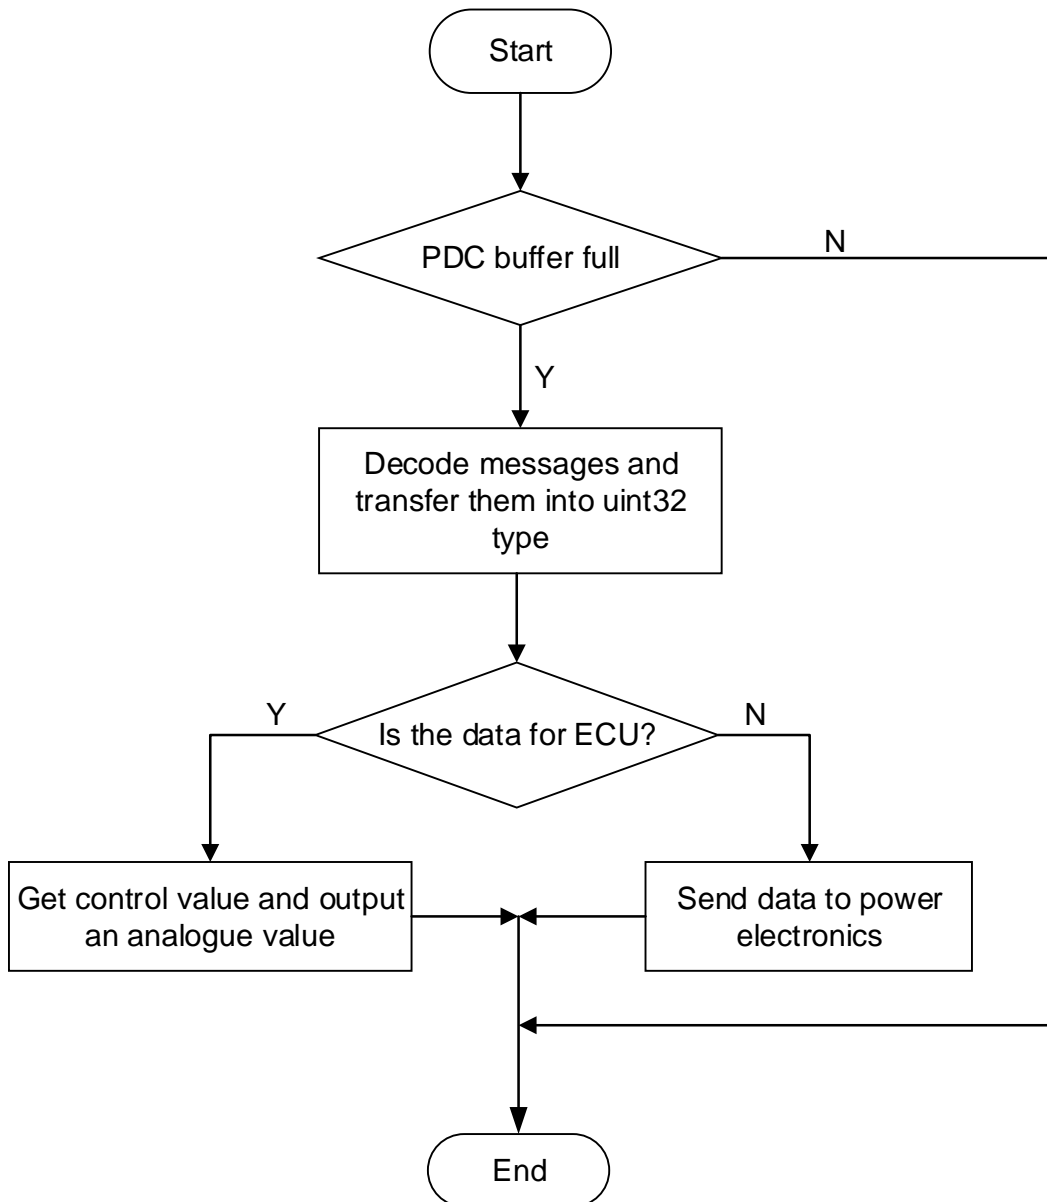 Start
PDC buffer full
N
Y
Decode messages and
transfer them into uint32
type
Y
Is the data for ECU?
N
Get control value and output
an analogue value
Send data to power
electronics
End